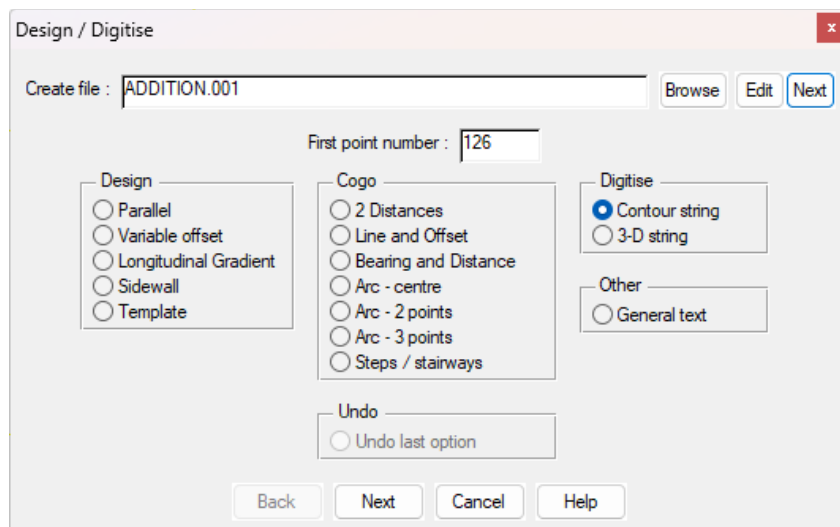 Design / Digitise
x
Create file : ADDITION.001 Browse Edit Next
First point number : 126
Design
Parallel
Variable offset
Longitudinal Gradient
Sidewall
Template
Cogo
2 Distances
Line and Offset
Bearing and Distance
Arc - centre
Arc - 2 points
Arc - 3 points
Steps / stairways
Digitise
Contour string
3-D string
Other
General text
Undo
Undo last option
Back Next Cancel Help